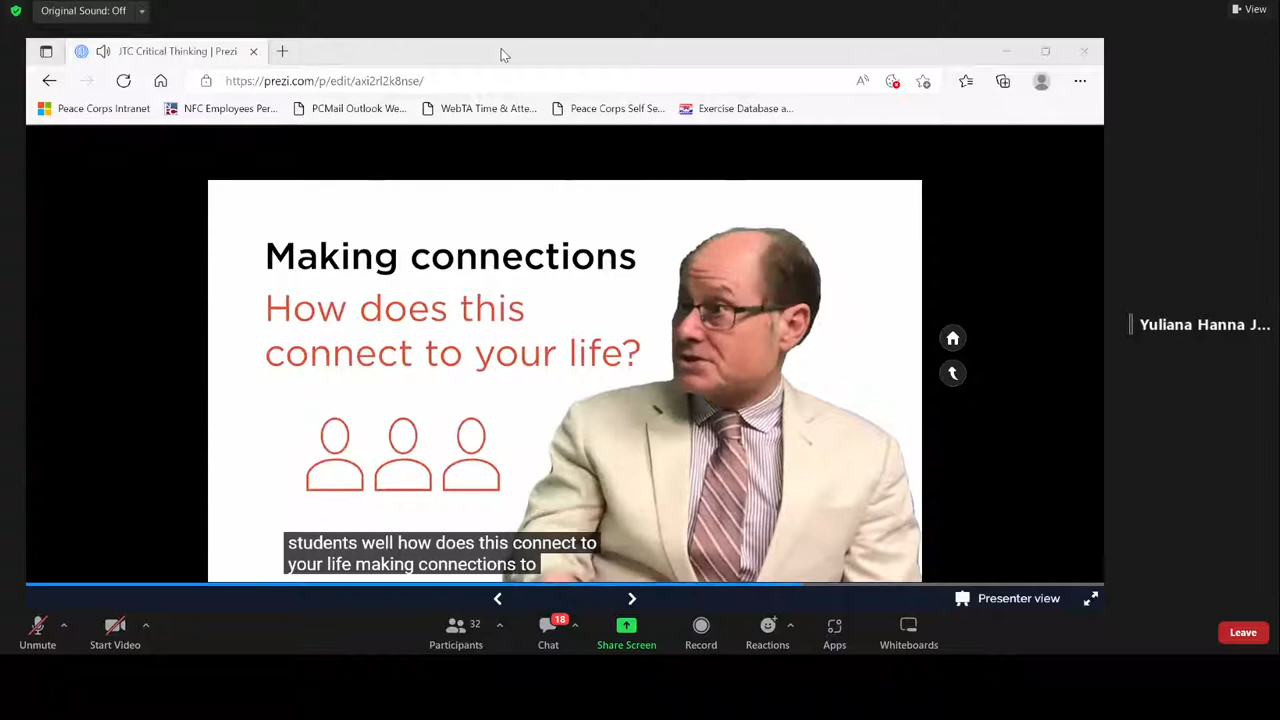 Original Sound: Off
View
JTC Critical Thinking | Prezi
https://prezi.com/p/edit/axi2rl2k8nse/
Peace Corps Intranet
NFC Employees Per...
PCMail Outlook We...
WebTA Time & Atte...
Peace Corps Self Se...
Exercise Database a...
Making connections
How does this
connect to your life?
Yuliana Hanna J...
students well how does this connect to
your life making connections to
Presenter view
Unmute
Start Video
32
Participants
18
Chat
Share Screen
Record
Reactions
Apps
Whiteboards
Leave